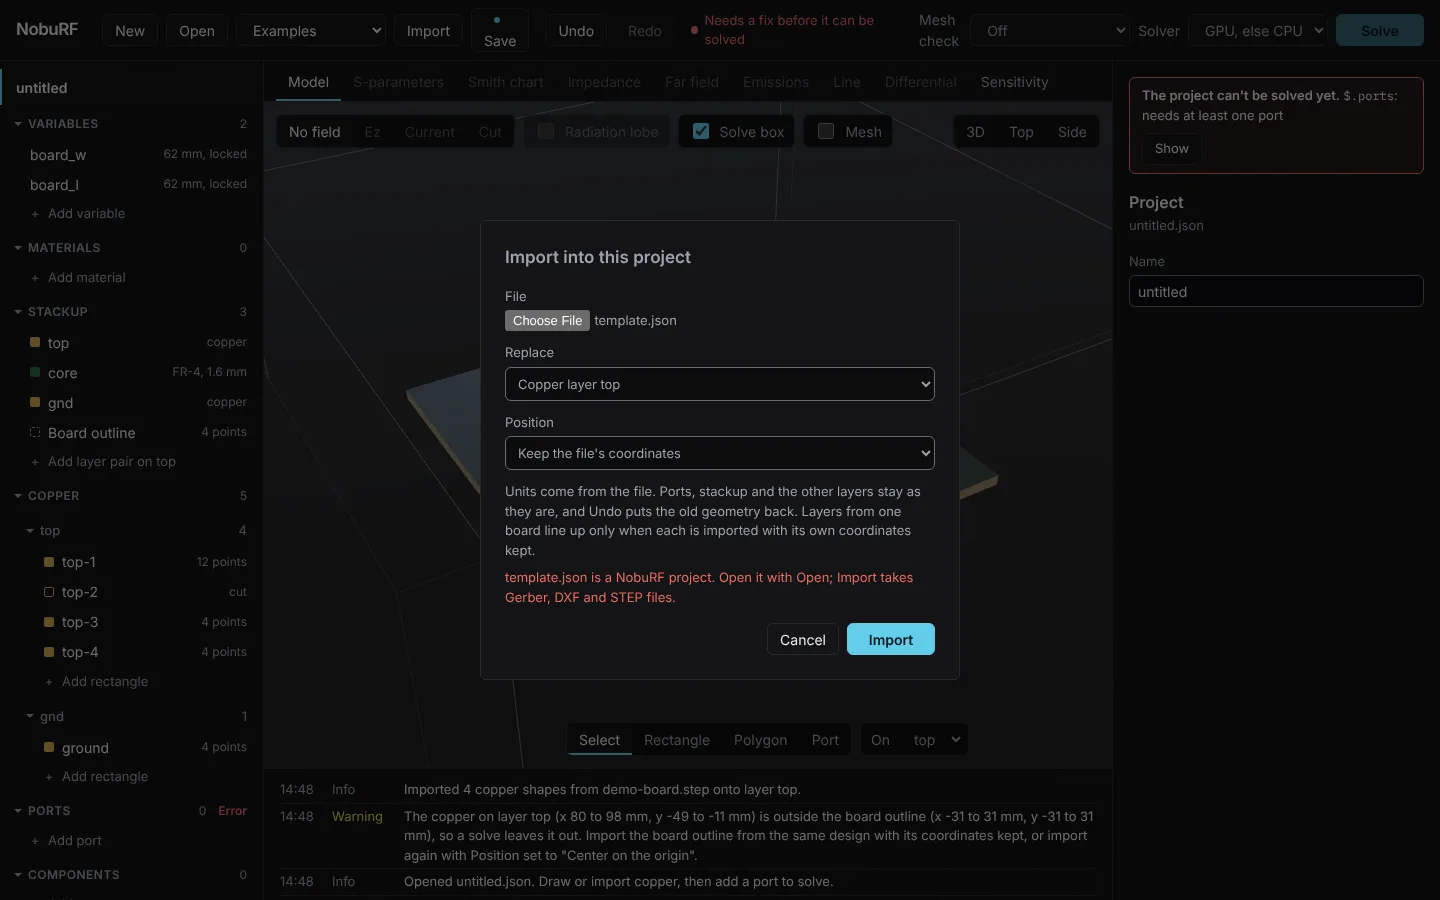 NobuRF
New
Open
Examples
Import
Save
Undo
Redo
Needs a fix before it can be
solved
Mesh
check
Off
Solver
GPU, else CPU
Solve
untitled
VARIABLES 2
board_w 62 mm, locked
board_l 62 mm, locked
+ Add variable
MATERIALS 0
+ Add material
STACKUP 3
top copper
core FR-4, 1.6 mm
gnd copper
Board outline 4 points
+ Add layer pair on top
COPPER 5
top 4
top-1 12 points
top-2 cut
top-3 4 points
top-4 4 points
+ Add rectangle
gnd 1
ground 4 points
+ Add rectangle
PORTS 0 Error
+ Add port
COMPONENTS 0
Model S-parameters Smith chart Impedance Far field Emissions Line Differential Sensitivity
No field Ez Current Cut Radiation lobe Solve box Mesh 3D Top Side
Import into this project
File
Choose File template.json
Replace
Copper layer top
Position
Keep the file's coordinates
Units come from the file. Ports, stackup and the other layers stay as
they are, and Undo puts the old geometry back. Layers from one
board line up only when each is imported with its own coordinates
kept.
template.json is a NobuRF project. Open it with Open; Import takes
Gerber, DXF and STEP files.
Cancel Import
Select Rectangle Polygon Port On top
14:48 Info Imported 4 copper shapes from demo-board.step onto layer top.
14:48 Warning The copper on layer top (x 80 to 98 mm, y -49 to -11 mm) is outside the board outline (x -31 to 31 mm, y -31 to 31
mm), so a solve leaves it out. Import the board outline from the same design with its coordinates kept, or import
again with Position set to "Center on the origin".
14:48 Info Opened untitled.json. Draw or import copper, then add a port to solve.
The project can't be solved yet. $.ports:
needs at least one port
Show
Project
untitled.json
Name
untitled